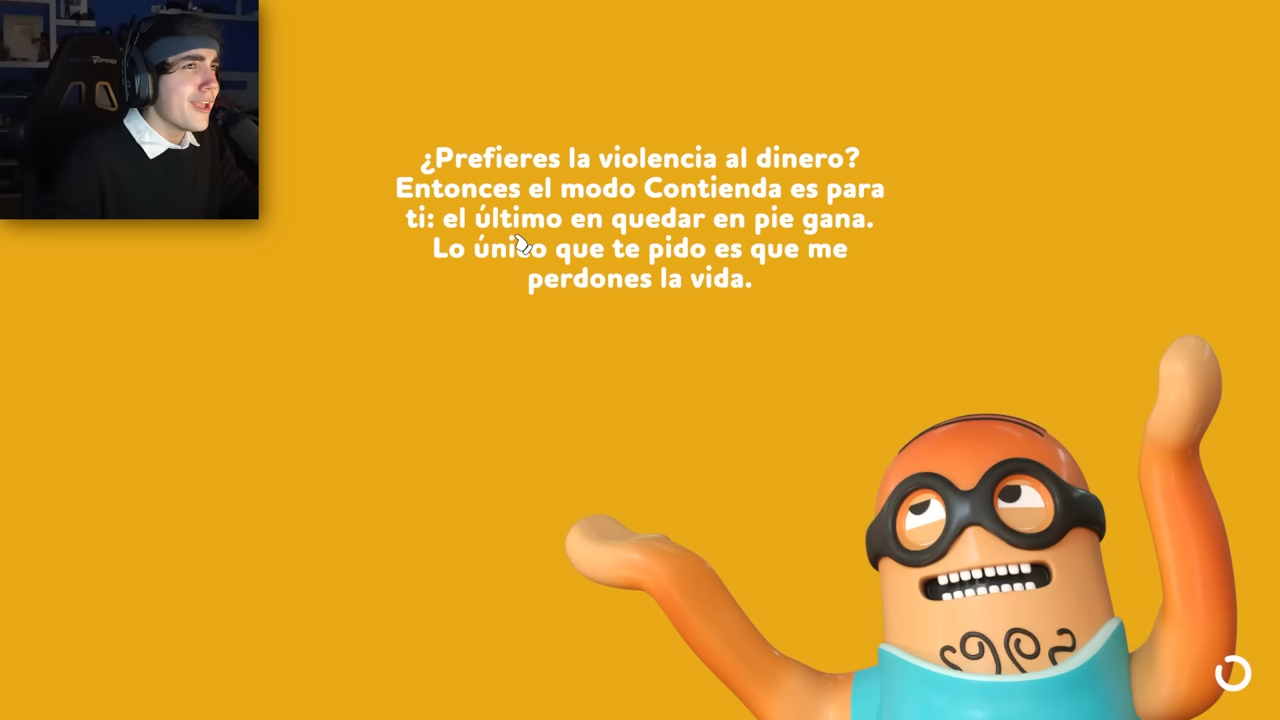 ¿Prefieres la violencia al dinero?
Entonces el modo Contienda es para
ti: el último en quedar en pie gana.
Lo único que te pido es que me
perdones la vida.